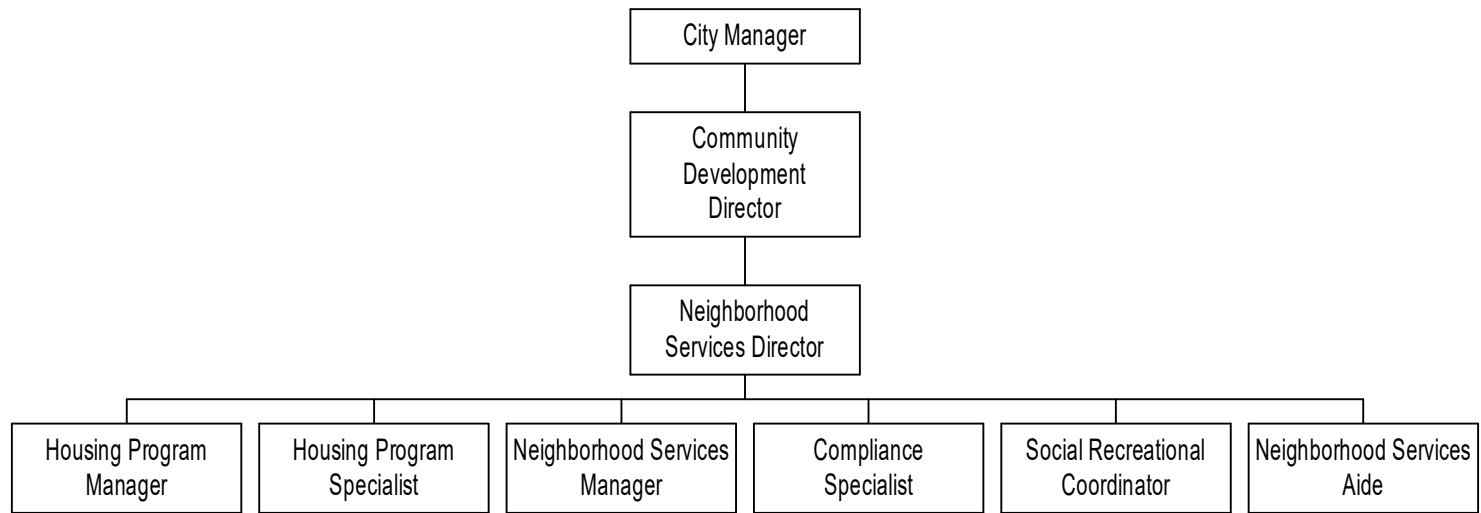 City Manager
Community
Development
Director
Neighborhood
Services Director
Housing Program
Manager
Housing Program
Specialist
Neighborhood Services
Manager
Compliance
Specialist
Social Recreational
Coordinator
Neighborhood Services
Aide